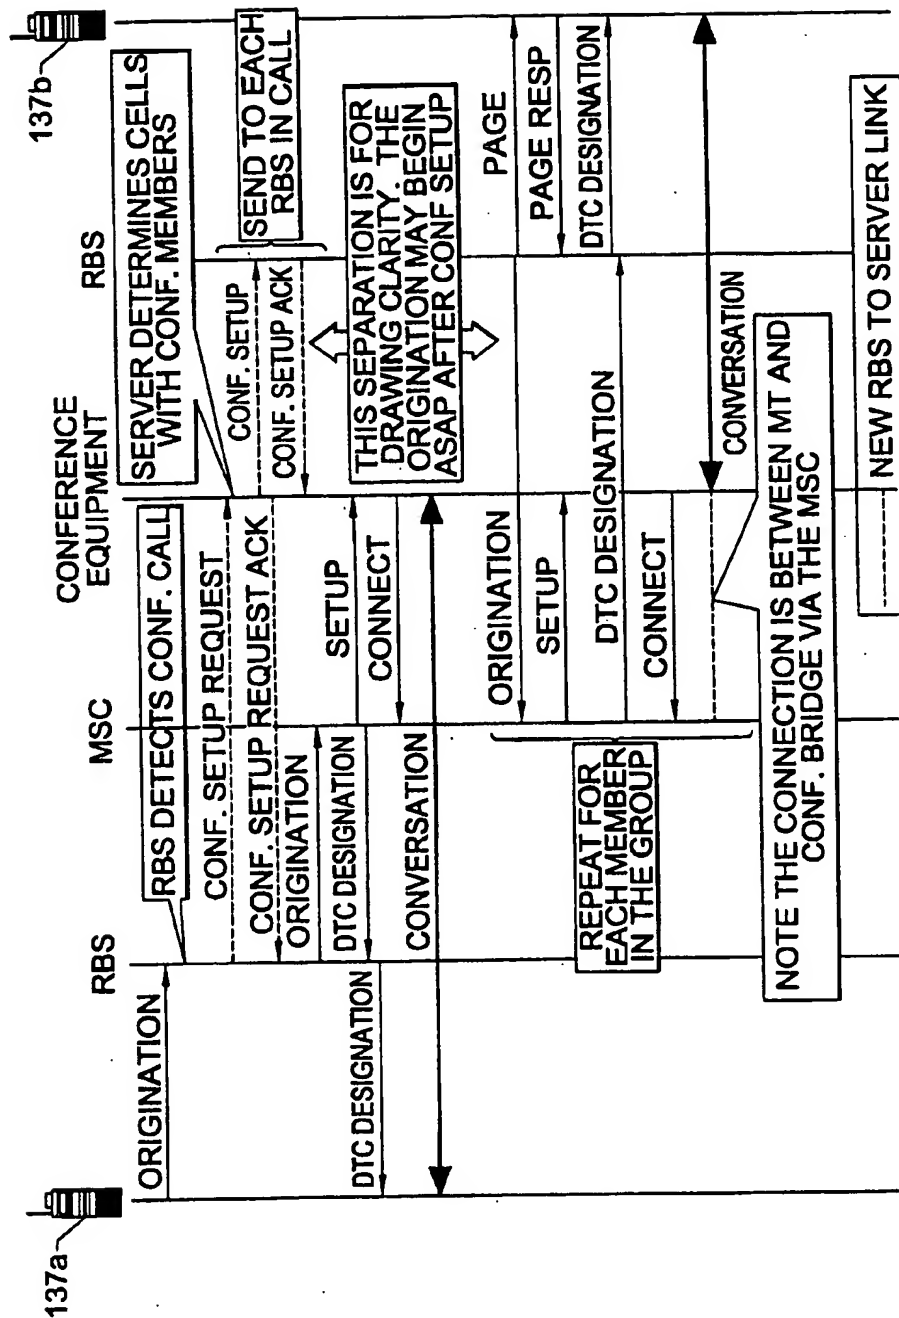 137a
137b
RBS
MSC
CONFERENCE
EQUIPMENT
RBS
ORIGINATION
RBS DETECTS CONF. CALL
SERVER DETERMINES CELLS
WITH CONF. MEMBERS
CONF. SETUP REQUEST
CONF. SETUP
SEND TO EACH
RBS IN CALL
CONF. SETUP REQUEST ACK
CONF. SETUP ACK
ORIGINATION
SETUP
DTC DESIGNATION
DTC DESIGNATION
CONNECT
THIS SEPARATION IS FOR
DRAWING CLARITY. THE
ORIGINATION MAY BEGIN
ASAP AFTER CONF SETUP
CONVERSATION
ORIGINATION
PAGE
SETUP
PAGE RESP
DTC DESIGNATION
DTC DESIGNATION
REPEAT FOR
EACH MEMBER
IN THE GROUP
CONNECT
CONVERSATION
NOTE THE CONNECTION IS BETWEEN MT AND
CONF. BRIDGE VIA THE MSC
NEW RBS TO SERVER LINK